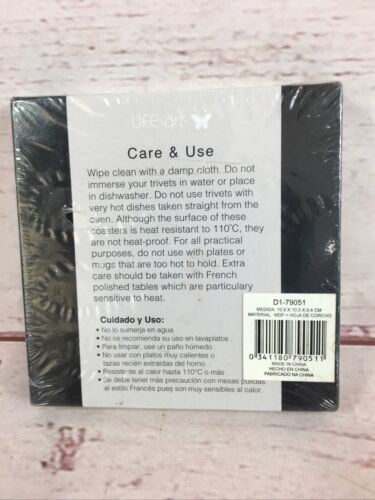 LIFE art
Care & Use
Wipe clean with a damp cloth. Do not
immerse your trivets in water or place
in dishwasher. Do not use trivets with
very hot dishes taken straight from the
oven. Although the surface of these
coasters is heat resistant to 110°C, they
are not heat-proof. For all practical
purposes, do not use with plates or
mugs that are too hot to hold. Extra
care should be taken with French
polished tables which are particulary
sensitive to heat.
Cuidado y Uso:
• No lo sumerja en agua .
• No se recomienda su uso en lavaplatos .
• Para limpiar, use un paño húmedo .
• No usar con platos muy calientes o
tazas recien extraidas del horno .
• Resistente al calor hasta 110°C o más .
• Se debe tener más precaución con mesas pulidas
al estilo Francés pues son muy sensibles al calor.
D1-79051
MEDIDA: 10.5 X 10.5 X 0.4 CM
MATERIAL : MDF + HOJA DE CORCHO
0 341180 790511
MADE IN CHINA
HECHO EN CHINA
FABRICADO NA CHINA